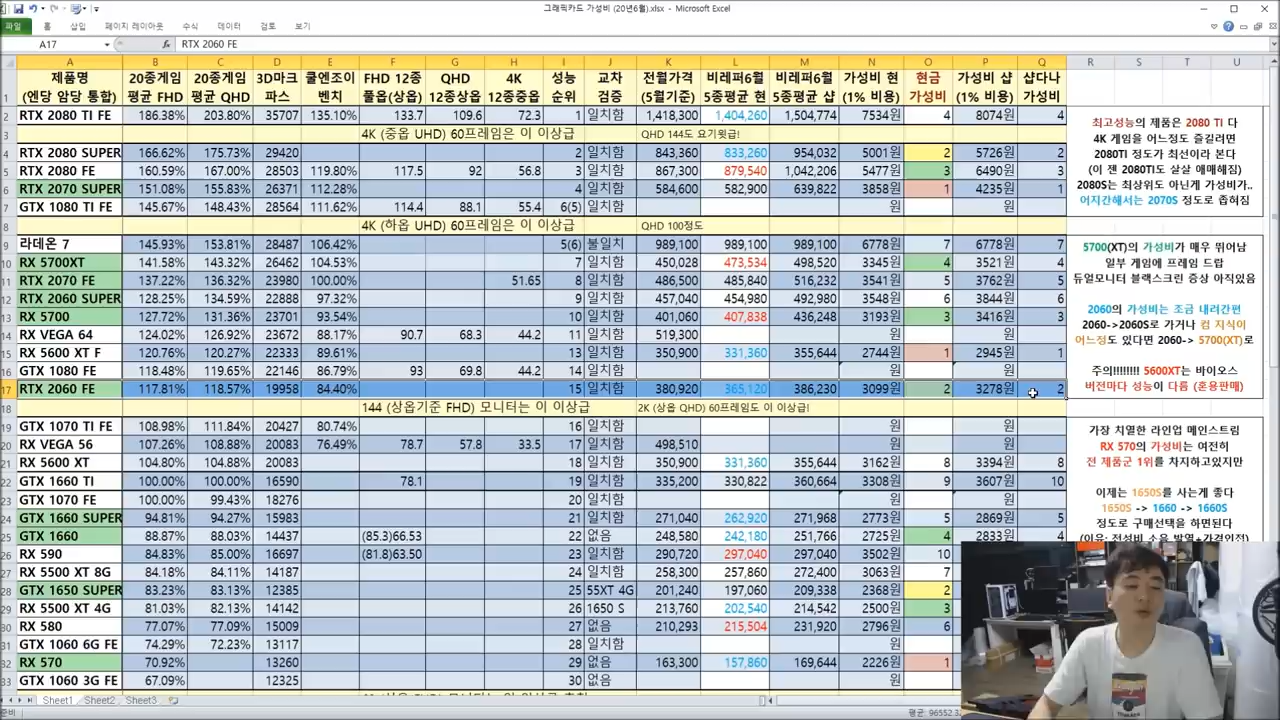 그래픽카드 가성비 (20년6월).xlsx - Microsoft Excel
파일 홈 삽입 페이지 레이아웃 수식 데이터 검토 보기
A17 RTX 2060 FE
A B C D E F G H I J K L M N O P Q R S T U
1 제품명 (엔당 암당 통합) 20종게임 평균 FHD 20종게임 평균 QHD 3D마크 파스 쿨엔조이 벤치 FHD 12종 풀옵(상옵) QHD 12종상옵 4K 12종중옵 성능 순위 교차 검증 전월가격 (5월기준) 비레퍼6월 5종평균 현 비레퍼6월 5종평균 샵 가성비 현 (1% 비용) 현금 가성비 가성비 샵 (1% 비용) 샵다나 가성비
2 RTX 2080 TI FE 186.38% 203.80% 35707 135.10% 133.7 109.6 72.3 1 일치함 1,418,300 1,404,260 1,504,774 7534원 4 8074원 4
3 4K (중옵 UHD) 60프레임은 이 이상급 QHD 144도 요기윗급!
4 RTX 2080 SUPER 166.62% 175.73% 29420 2 일치함 843,360 833,260 954,032 5001원 2 5726원 2
5 RTX 2080 FE 160.59% 167.00% 28503 119.80% 117.5 92 56.8 3 일치함 867,300 879,540 1,042,206 5477원 3 6490원 3
6 RTX 2070 SUPER 151.08% 155.83% 26371 112.28% 4 일치함 584,600 582,900 639,822 3858원 1 4235원 1
7 GTX 1080 TI FE 145.67% 148.43% 28564 111.62% 114.4 88.1 55.4 6(5) 일치함 원 원
8 4K (하옵 UHD) 60프레임은 이 이상급 QHD 100정도
9 라데온 7 145.93% 153.81% 28487 106.42% 5(6) 불일치 989,100 989,100 989,100 6778원 7 6778원 7
10 RX 5700XT 141.58% 143.32% 26462 104.53% 7 일치함 450,028 473,534 498,520 3345원 4 3521원 4
11 RTX 2070 FE 137.22% 136.32% 23980 100.00% 51.65 8 일치함 486,500 485,840 516,232 3541원 5 3762원 5
12 RTX 2060 SUPER 128.25% 134.59% 22888 97.32% 9 일치함 457,040 454,980 492,980 3548원 6 3844원 6
13 RX 5700 127.72% 131.36% 23701 93.54% 10 일치함 401,060 407,838 436,248 3193원 3 3416원 3
14 RX VEGA 64 124.02% 126.92% 23672 88.17% 90.7 68.3 44.2 11 일치함 519,300 원 원
15 RX 5600 XT F 120.76% 120.27% 22333 89.61% 13 일치함 350,900 331,360 355,644 2744원 1 2945원 1
16 GTX 1080 FE 118.48% 119.65% 22146 86.79% 93 69.8 44.2 14 일치함 원 원
17 RTX 2060 FE 117.81% 118.57% 19958 84.40% 15 일치함 380,920 365,120 386,230 3099원 2 3278원 2
18 144 (상옵기준 FHD) 모니터는 이 이상급 2K (상옵 QHD) 60프레임도 이 이상급!
19 GTX 1070 TI FE 108.98% 111.84% 20427 80.74% 16 일치함 원 원
20 RX VEGA 56 107.26% 108.88% 20083 76.49% 78.7 57.8 33.5 17 일치함 498,510 원 원
21 RX 5600 XT 104.80% 104.88% 20083 18 일치함 350,900 331,360 355,644 3162원 8 3394원 8
22 GTX 1660 TI 100.00% 100.00% 16590 78.1 19 일치함 335,200 330,822 360,644 3308원 9 3607원 10
23 GTX 1070 FE 100.00% 99.43% 18276 20 일치함 원 원
24 GTX 1660 SUPER 94.81% 94.27% 15983 21 일치함 271,040 262,920 271,968 2773원 5 2869원 5
25 GTX 1660 88.87% 88.03% 14437 (85.3)66.53 22 없음 248,580 242,180 251,766 2725원 4 2833원 4
26 RX 590 84.83% 85.00% 16697 (81.8)63.50 23 일치함 290,720 297,040 297,040 3502원 10
27 RX 5500 XT 8G 84.18% 84.11% 14187 24 일치함 258,300 257,860 272,400 3063원 7
28 GTX 1650 SUPER 83.23% 83.13% 12385 25 55XT 4G 201,240 197,060 209,338 2368원 2
29 RX 5500 XT 4G 81.03% 82.13% 14142 26 1650 S 213,760 202,540 214,542 2500원 3
30 RX 580 77.07% 77.09% 15009 27 없음 210,293 215,504 231,920 2796원 6
31 GTX 1060 6G FE 74.29% 72.23% 13117 28 일치함 원
32 RX 570 70.92% 13260 29 없음 163,300 157,860 169,644 2226원 1
33 GTX 1060 3G FE 67.09% 12325 30 없음 원
최고성능의 제품은 2080 TI 다
4K 게임을 어느정도 즐길려면
2080TI 정도가 최선이라 본다
(이 젠 2080TI도 살살 애매해짐)
2080S는 최상위도 아닌게 가성비가..
어지간해서는 2070S 정도로 좁혀짐
5700(XT)의 가성비가 매우 뛰어남
일부 게임에 프레임 드랍
듀얼모니터 블랙스크린 증상 아직있음
2060의 가성비는 조금 내려간편
2060->2060S로 가거나 컴 지식이
어느정도 있다면 2060-> 5700(XT)로
주의!!!!!!!! 5600XT는 바이오스
버전마다 성능이 다름 (혼용판매)
가장 치열한 라인업 메인스트림
RX 570의 가성비는 여전히
전 제품군 1위를 차지하고있지만
이제는 1650S를 사는게 좋다
1650S -> 1660 -> 1660S
정도로 구매선택을 하면된다
(이유: 전성비 소음 발열+가격인정)
Sheet1 Sheet2 Sheet3
준비